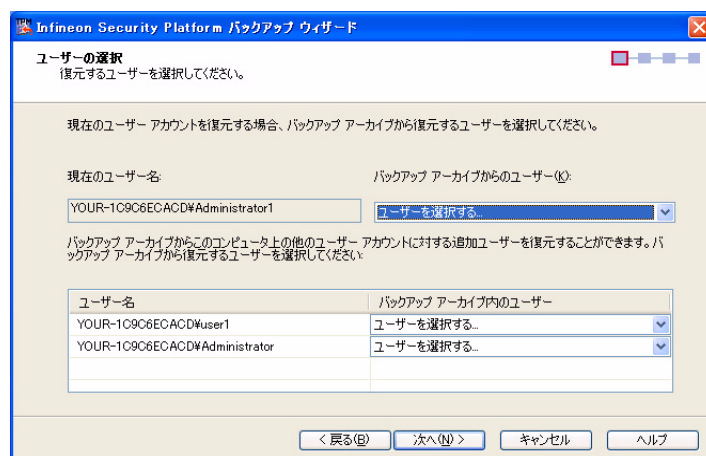 Infineon Security Platform バックアップ ウィザード
ユーザーの選択
復元するユーザーを選択してください。
現在のユーザー アカウントを復元する場合、バックアップ アーカイブから復元するユーザーを選択してください。
現在のユーザー名:
バックアップ アーカイブからのユーザー(K):
YOUR-1C9C6ECACD¥Administrator1
ユーザーを選択する...
バックアップ アーカイブからこのコンピュータ上の他のユーザー アカウントに対する追加ユーザーを復元することができます。バ
ックアップ アーカイブから復元するユーザーを選択してください:
ユーザー名
バックアップ アーカイブ内のユーザー
YOUR-1C9C6ECACD¥user1
ユーザーを選択する...
YOUR-1C9C6ECACD¥Administrator
ユーザーを選択する...
< 戻る(B)
次へ(N) >
キャンセル
ヘルプ